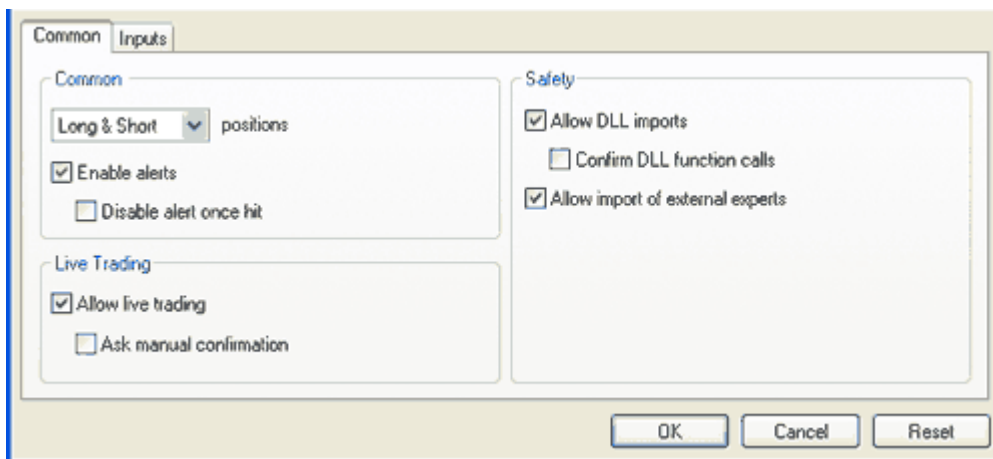 Common Inputs
Common
Long & Short positions
Enable alerts
Disable alert once hit
Live Trading
Allow live trading
Ask manual confirmation
Safety
Allow DLL imports
Confirm DLL function calls
Allow import of external experts
OK Cancel Reset